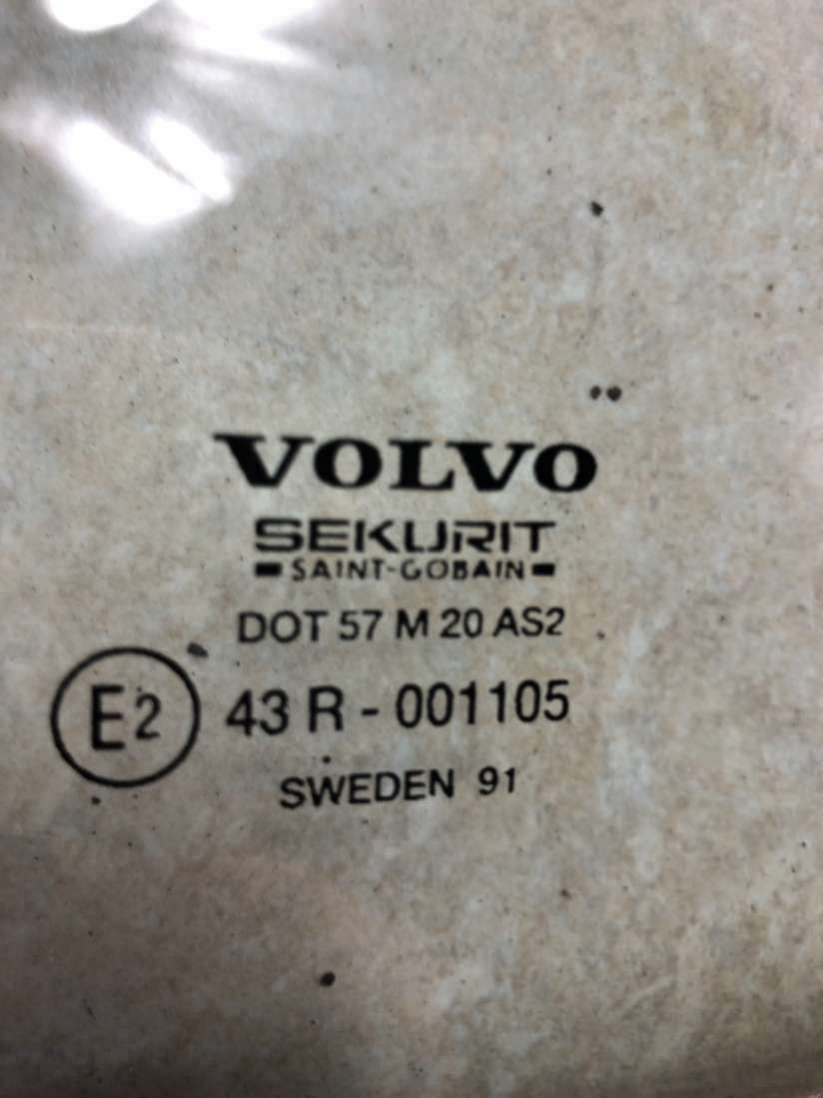 VOLVO
SEKURIT
SAINT-GOBAIN
DOT 57 M 20 AS2
E2 43 R - 001105
SWEDEN 91